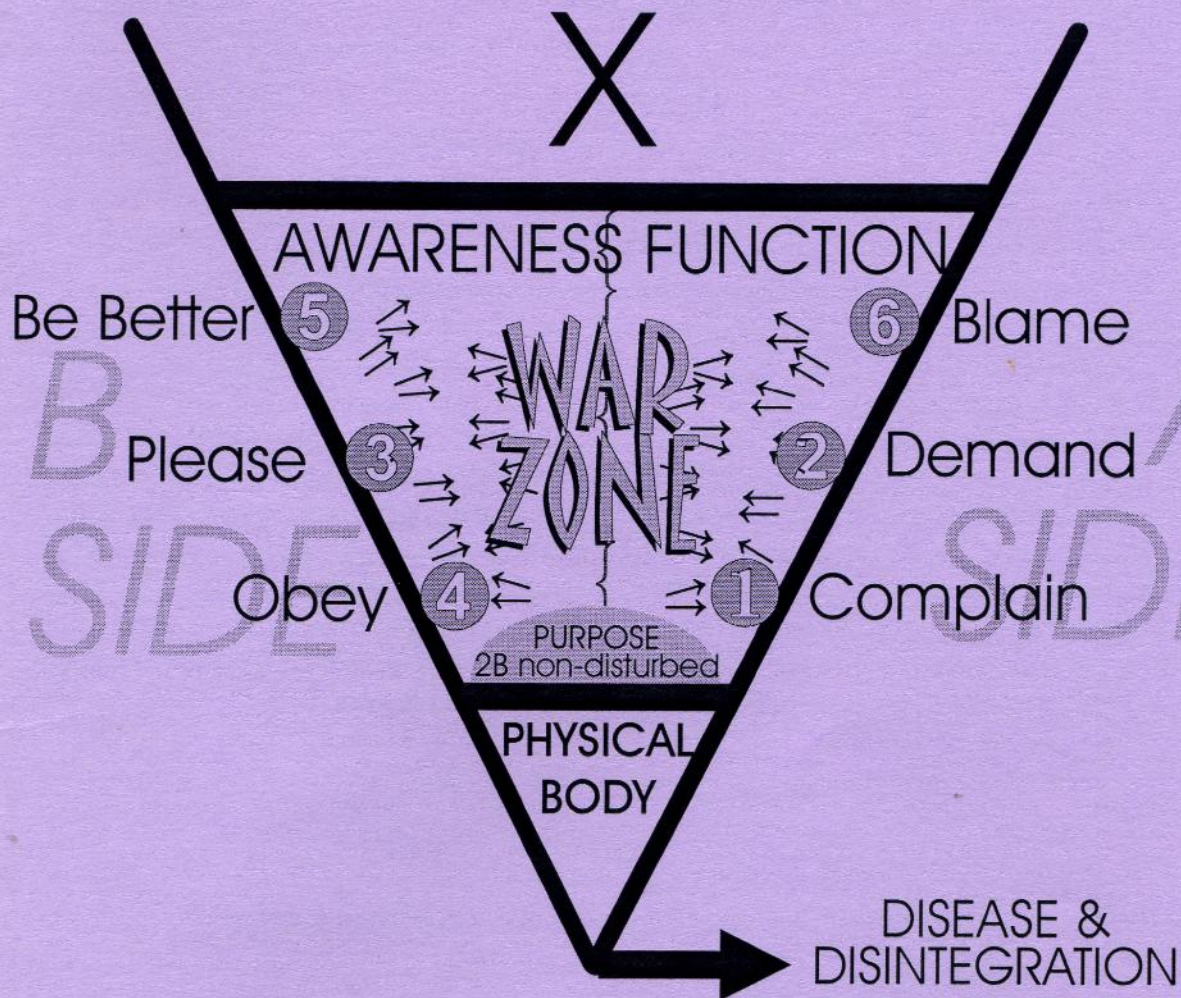 X
AWARENESS FUNCTION
Be Better 5
6 Blame
B
SIDE
WAR
ZONE
Please 3
2 Demand
Obey 4
1 Complain
PURPOSE
2B non-disturbed
PHYSICAL
BODY
DISEASE &
DISINTEGRATION